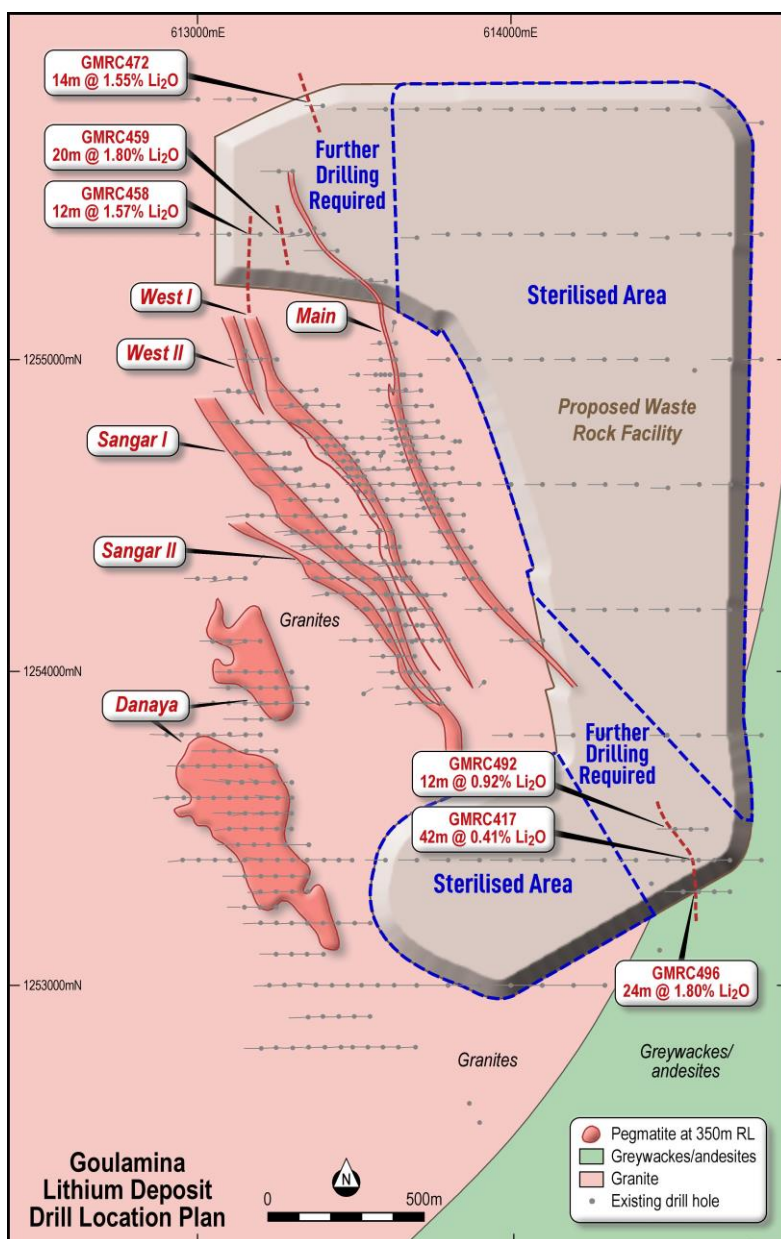 613000mE
614000mE
GMRC472
14m @ 1.55% Li₂O
GMRC459
20m @ 1.80% Li₂O
GMRC458
12m @ 1.57% Li₂O
Further
Drilling
Required
Sterilised Area
West I
Main
West II
1255000mN
Proposed Waste
Rock Facility
Sangar I
Sangar II
Granites
1254000mN
Danaya
Further
Drilling
Required
GMRC492
12m @ 0.92% Li₂O
GMRC417
42m @ 0.41% Li₂O
Sterilised Area
1253000mN
GMRC496
24m @ 1.80% Li₂O
Granites
Greywackes/
andesites
Goulamina
Lithium Deposit
Drill Location Plan
N
0
500m
Pegmatite at 350m RL
Greywackes/andesites
Granite
Existing drill hole